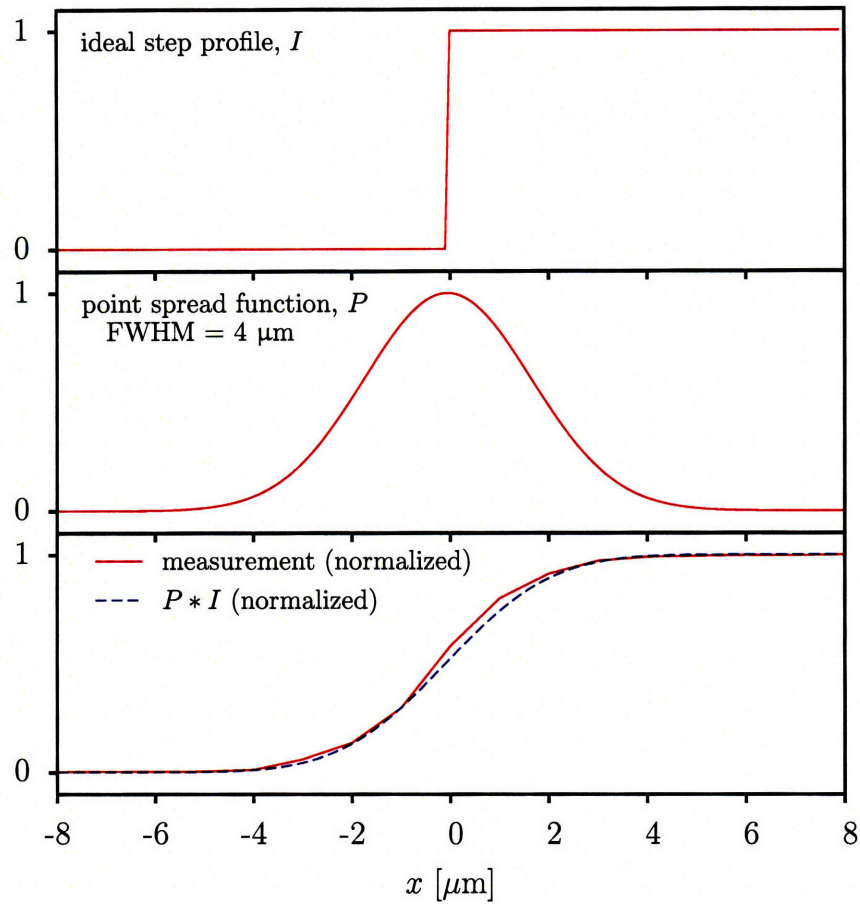 1
ideal step profile, I
0
1
point spread function, P
FWHM = 4 μm
0
1
measurement (normalized)
P ∗ I (normalized)
0
-8 -6 -4 -2 0 2 4 6 8
x [μm]